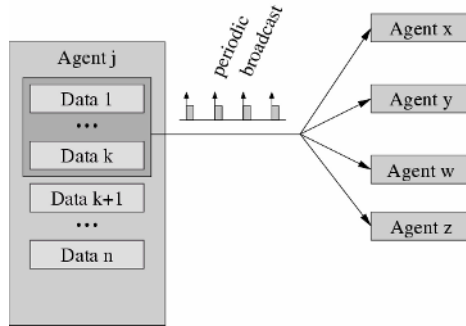 Agent j
Data 1
...
Data k
Data k+1
...
Data n
periodic
broadcast
Agent x
Agent y
Agent w
Agent z